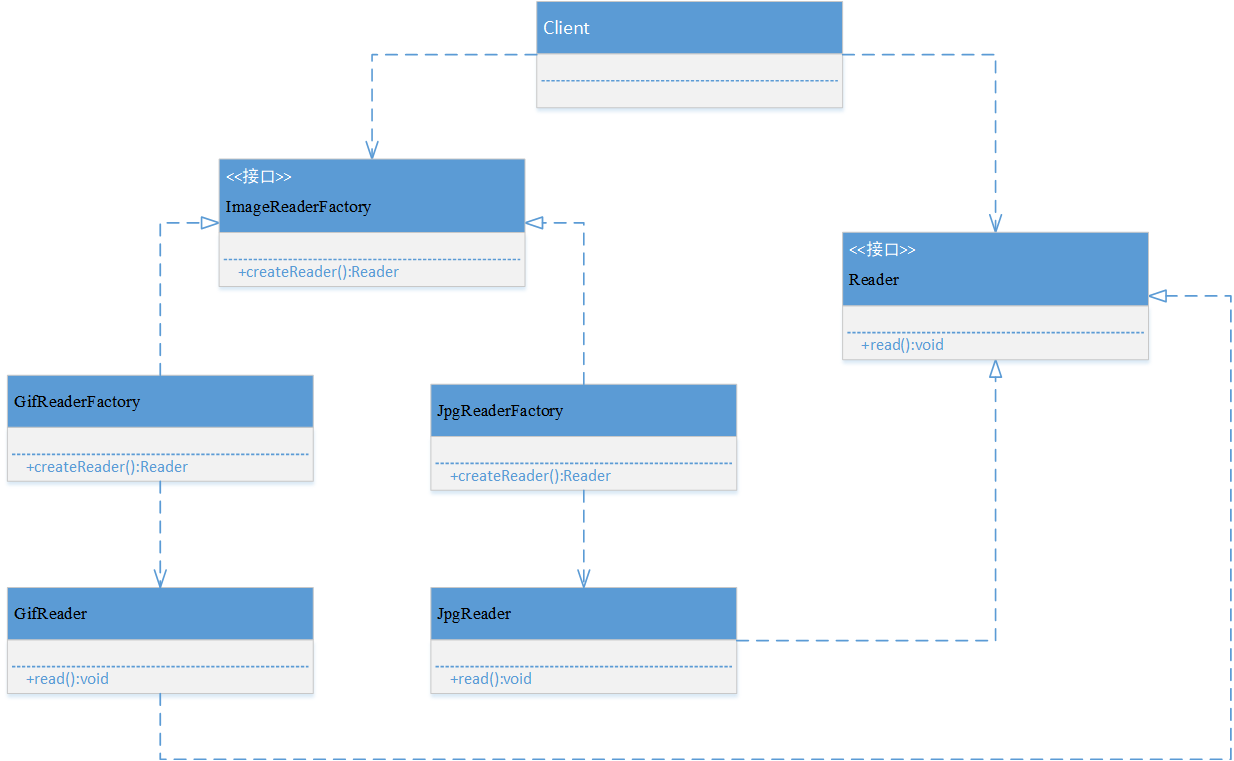 Client
<<接口>>
ImageReaderFactory
+createReader():Reader
<<接口>>
Reader
+read():void
GifReaderFactory
+createReader():Reader
JpgReaderFactory
+createReader():Reader
GifReader
+read():void
JpgReader
+read():void